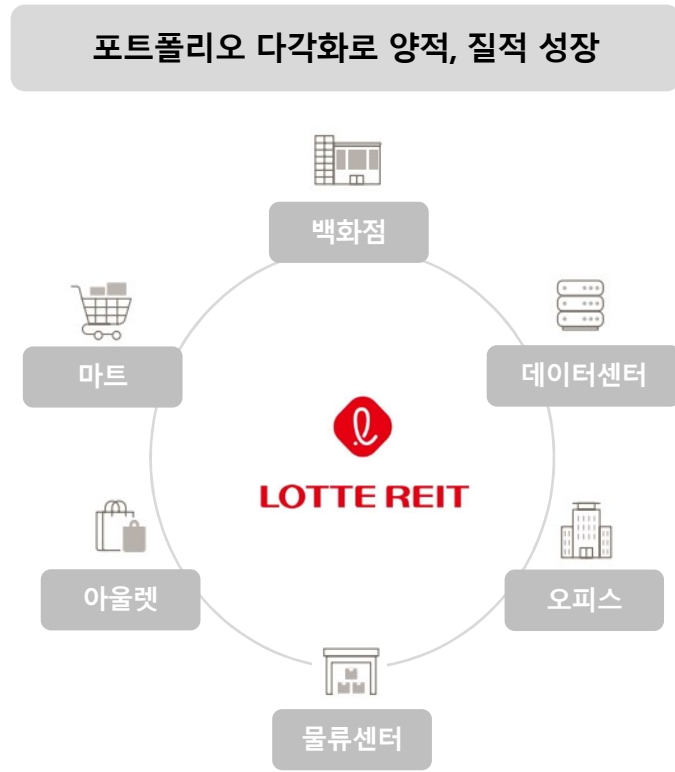 포트폴리오 다각화로 양적, 질적 성장
백화점
마트
데이터센터
LOTTE REIT
아울렛
오피스
물류센터